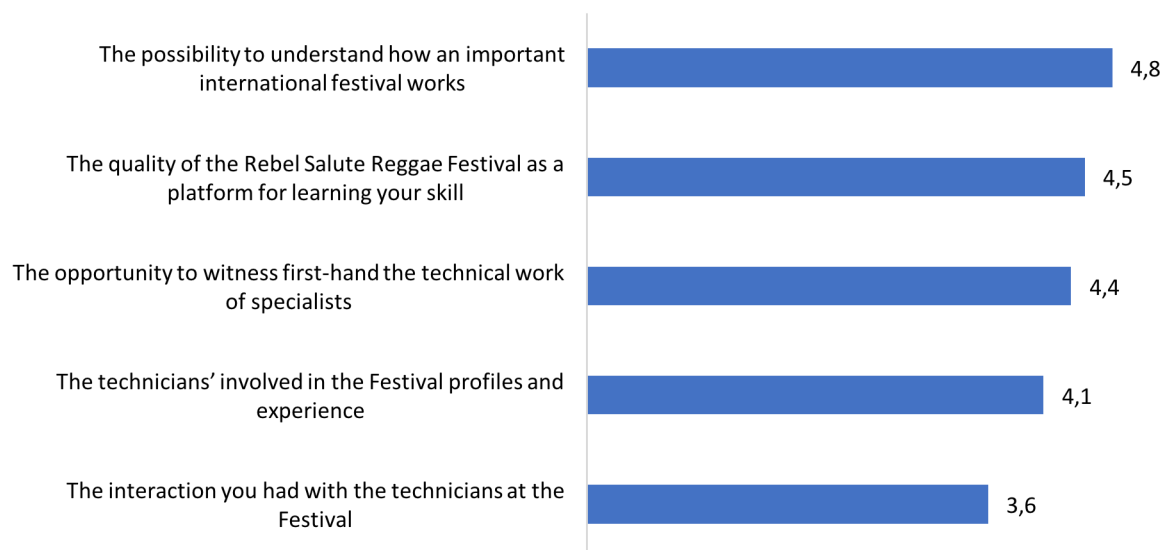 The possibility to understand how an important
international festival works
4,8
The quality of the Rebel Salute Reggae Festival as a
platform for learning your skill
4,5
The opportunity to witness first-hand the technical work
of specialists
4,4
The technicians’ involved in the Festival profiles and
experience
4,1
The interaction you had with the technicians at the
Festival
3,6